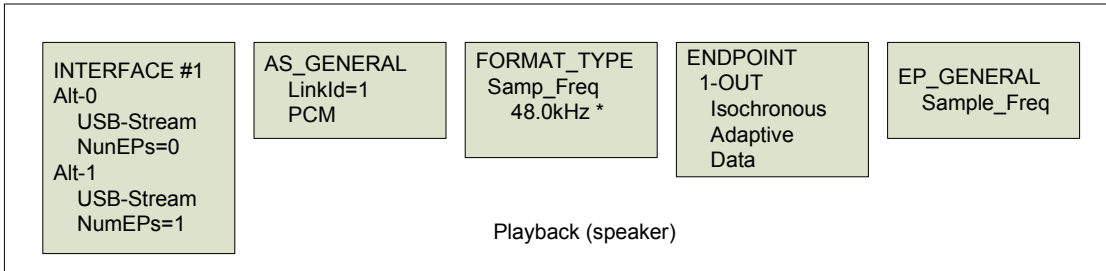 INTERFACE #1
Alt-0
USB-Stream
NunEPs=0
Alt-1
USB-Stream
NumEPs=1
AS_GENERAL
LinkId=1
PCM
FORMAT_TYPE
Samp_Freq
48.0kHz *
ENDPOINT
1-OUT
Isochronous
Adaptive
Data
EP_GENERAL
Sample_Freq
Playback (speaker)